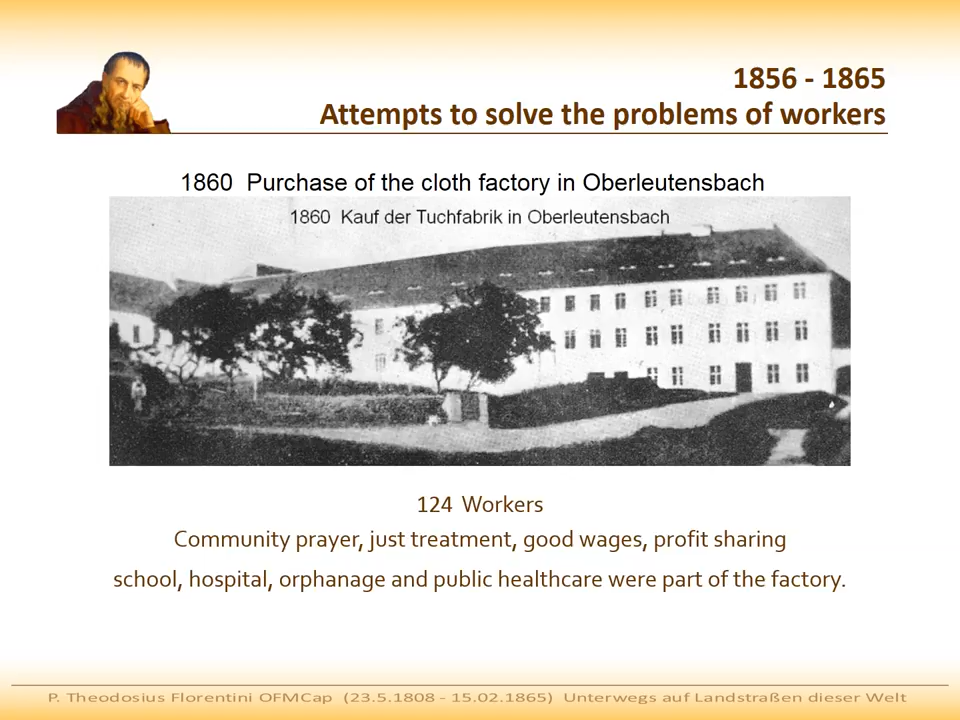 1856 - 1865
Attempts to solve the problems of workers
1860 Purchase of the cloth factory in Oberleutensbach
1860 Kauf der Tuchfabrik in Oberleutensbach
124 Workers
Community prayer, just treatment, good wages, profit sharing
school, hospital, orphanage and public healthcare were part of the factory.
P. Theodosius Florentini OFMCap (23.5.1808 - 15.02.1865) Unterwegs auf Landstraßen dieser Welt